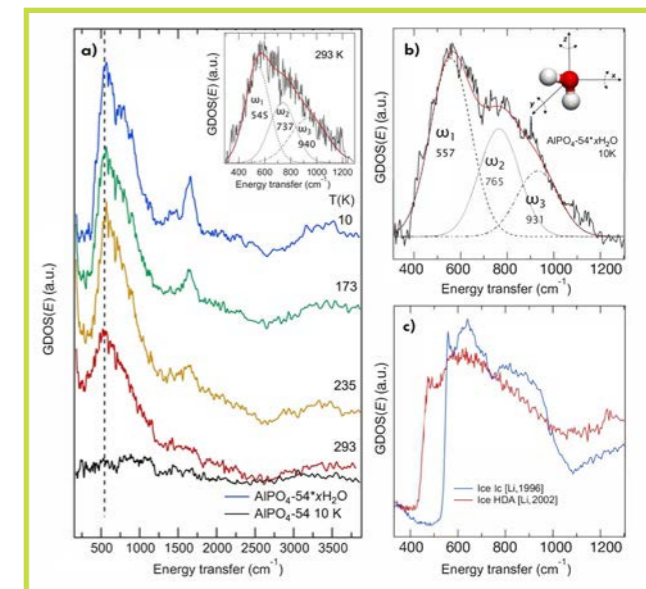 a)
293 K
GDOS(E) (a.u.)
ω1
545
ω2
737
ω3
940
400 600 800 1000 1200
Energy transfer (cm-1)
T(K)
10
173
235
293
AlPO4-54*xH2O
AlPO4-54 10 K
GDOS(E) (a.u.)
500 1000 1500 2000 2500 3000 3500
Energy transfer (cm-1)
b)
z
x
y
AlPO4-54*xH2O
10K
ω1
557
ω2
765
ω3
931
GDOS(E) (a.u.)
400 600 800 1000 1200
Energy transfer (cm-1)
c)
GDOS(E) (a.u.)
Ice Ic [Li,1996]
Ice HDA [Li,2002]
400 600 800 1000 1200
Energy transfer (cm-1)